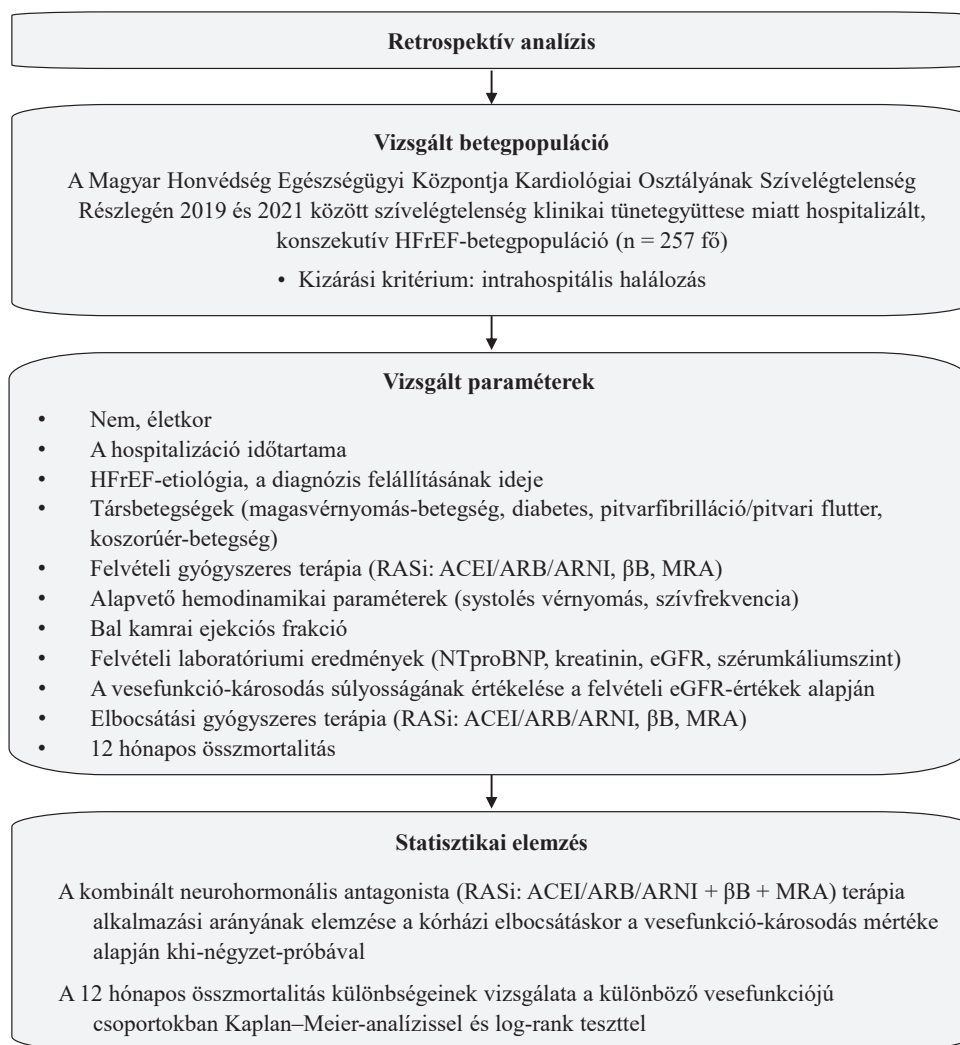 Retrospektív analízis
Vizsgált betegpopuláció
A Magyar Honvédség Egészségügyi Központja Kardiológiai Osztályának Szívelégtelenség
Részlegén 2019 és 2021 között szívelégtelenség klinikai tünetegyüttese miatt hospitalizált,
konszekutív HFrEF-betegpopuláció (n = 257 fő)
• Kizárási kritérium: intrahospitális halálozás
Vizsgált paraméterek
• Nem, életkor
• A hospitalizáció időtartama
• HFrEF-etiológia, a diagnózis felállításának ideje
• Társbetegségek (magasvérnyomás-betegség, diabetes, pitvarfibrilláció/pitvari flutter,
koszorúér-betegség)
• Felvételi gyógyszeres terápia (RASi: ACEI/ARB/ARNI, βB, MRA)
• Alapvető hemodinamikai paraméterek (systolés vérnyomás, szívfrekvencia)
• Bal kamrai ejekciós frakció
• Felvételi laboratóriumi eredmények (NTproBNP, kreatinin, eGFR, szérumkáliumszint)
• A vesefunkció-károsodás súlyosságának értékelése a felvételi eGFR-értékek alapján
• Elbocsátási gyógyszeres terápia (RASi: ACEI/ARB/ARNI, βB, MRA)
• 12 hónapos összmortalitás
Statisztikai elemzés
A kombinált neurohormonális antagonista (RASi: ACEI/ARB/ARNI + βB + MRA) terápia
alkalmazási arányának elemzése a kórházi elbocsátáskor a vesefunkció-károsodás mértéke
alapján khi-négyzet-próbával
A 12 hónapos összmortalitás különbségeinek vizsgálata a különböző vesefunkciójú
csoportokban Kaplan–Meier-analízissel és log-rank teszttel